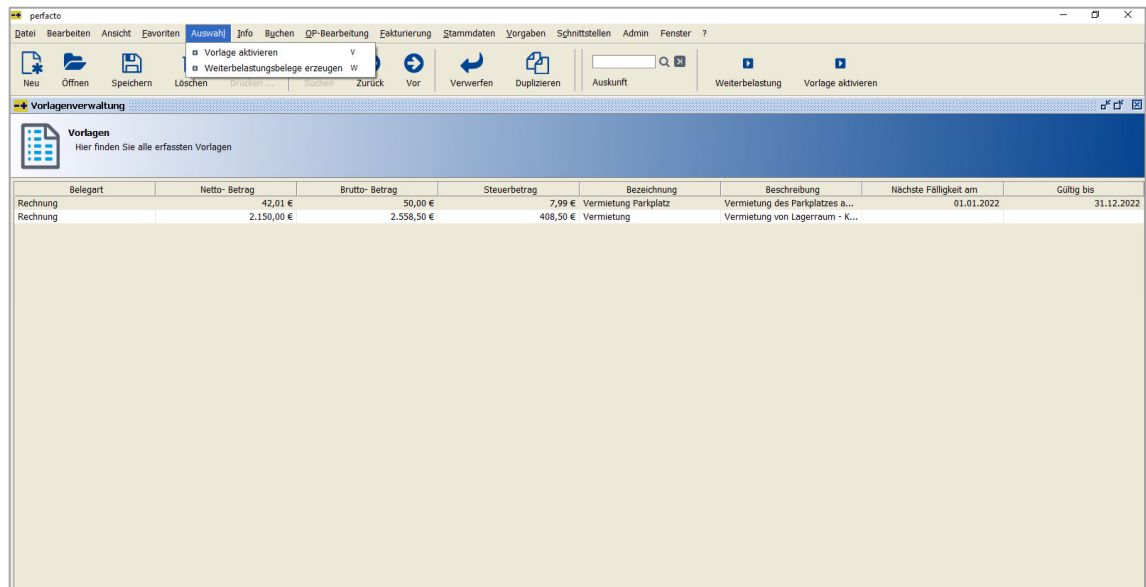 perfacto
Datei Bearbeiten Ansicht Favoriten Auswahl Info Buchen OP-Bearbeitung Fakturierung Stammdaten Vorgaben Schnittstellen Admin Fenster ?
Vorlage aktivieren V
Weiterbelastungsbelege erzeugen W
Neu Öffnen Speichern Löschen Drucken ... Suchen Zurück Vor Verwerfen Duplizieren Auskunft Weiterbelastung Vorlage aktivieren
Vorlagenverwaltung
Vorlagen
Hier finden Sie alle erfassten Vorlagen
Belegart Netto- Betrag Brutto- Betrag Steuerbetrag Bezeichnung Beschreibung Nächste Fälligkeit am Gültig bis
Rechnung 42,01 € 50,00 € 7,99 € Vermietung Parkplatz Vermietung des Parkplatzes a... 01.01.2022 31.12.2022
Rechnung 2.150,00 € 2.558,50 € 408,50 € Vermietung Vermietung von Lagerraum - K...